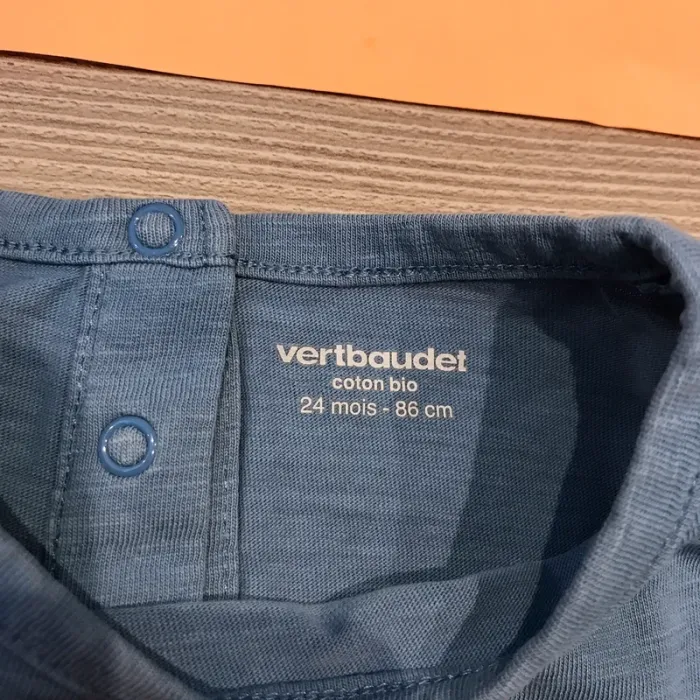 vertbaudet
coton bio
24 mois - 86 cm